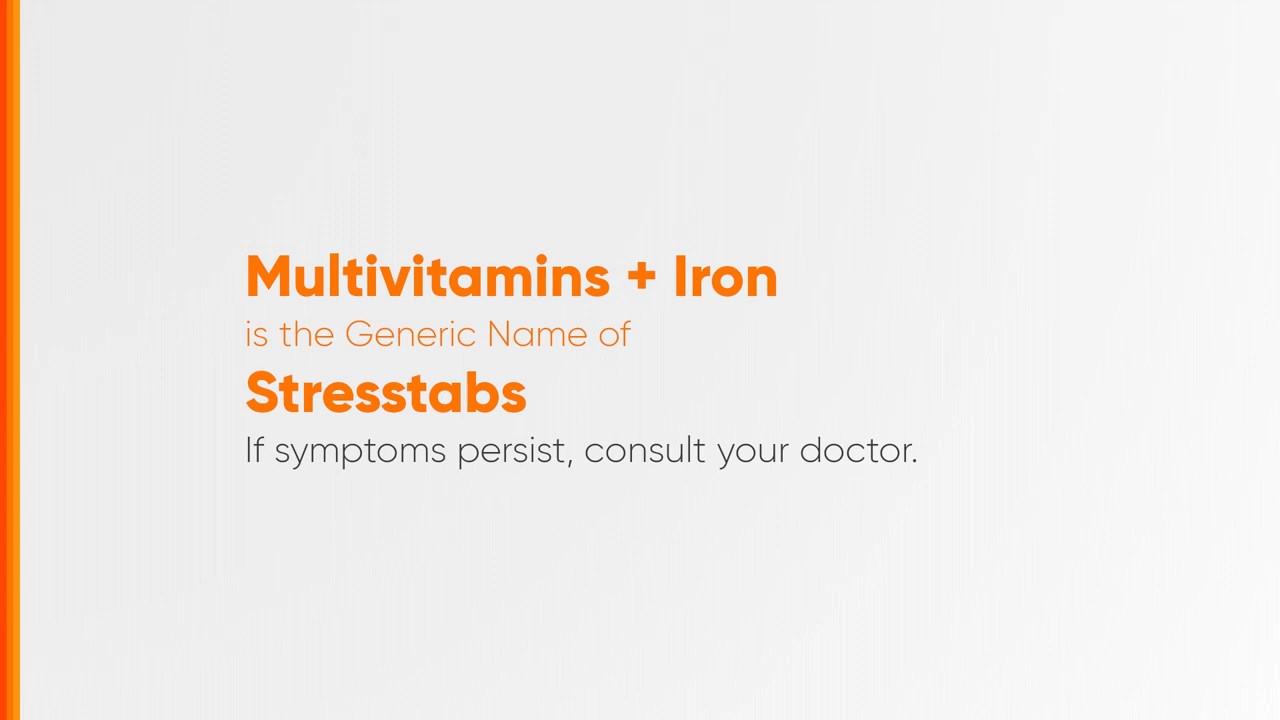 Multivitamins + Iron
is the Generic Name of
Stresstabs
If symptoms persist, consult your doctor.